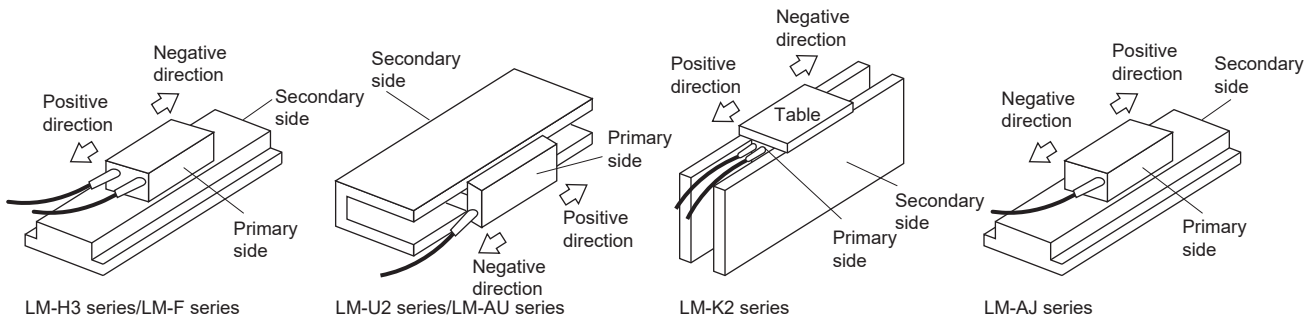 Negative
direction
Positive
direction
Secondary
side
Primary
side
LM-H3 series/LM-F series
Secondary
side
Primary
side
Positive
direction
Negative
direction
LM-U2 series/LM-AU series
Negative
direction
Positive
direction
Table
Secondary
side
Primary
side
LM-K2 series
Positive
direction
Secondary
side
Negative
direction
Primary
side
LM-AJ series